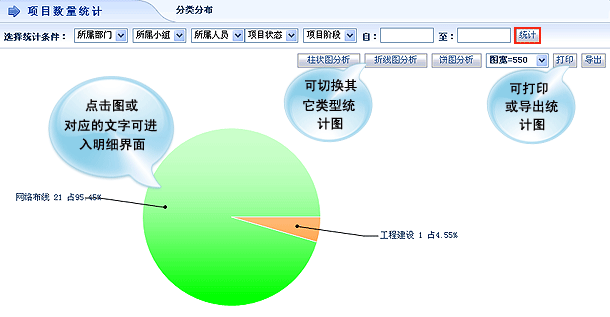 项目数量统计 分类分布
选择统计条件： 所属部门 所属小组 所属人员 项目状态 项目阶段 自： 至： 统计
柱状图分析 折线图分析 饼图分析 图宽=550 打印 导出
点击图或
对应的文字可进
入明细界面
可切换其
它类型统
计图
可打印
或导出统
计图
网络布线 21 占95.45%
工程建设 1 占4.55%